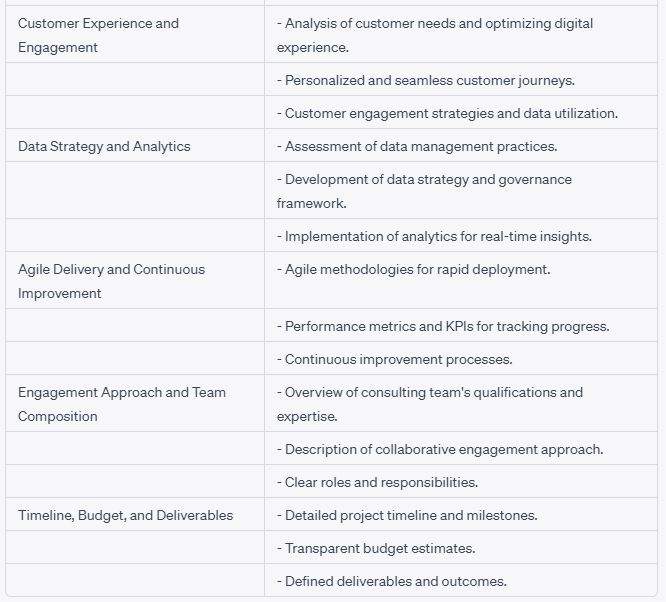 Customer Experience and
Engagement
- Analysis of customer needs and optimizing digital
experience.
- Personalized and seamless customer journeys.
- Customer engagement strategies and data utilization.
Data Strategy and Analytics
- Assessment of data management practices.
- Development of data strategy and governance
framework.
- Implementation of analytics for real-time insights.
Agile Delivery and Continuous
Improvement
- Agile methodologies for rapid deployment.
- Performance metrics and KPIs for tracking progress.
- Continuous improvement processes.
Engagement Approach and Team
Composition
- Overview of consulting team's qualifications and
expertise.
- Description of collaborative engagement approach.
- Clear roles and responsibilities.
Timeline, Budget, and Deliverables
- Detailed project timeline and milestones.
- Transparent budget estimates.
- Defined deliverables and outcomes.